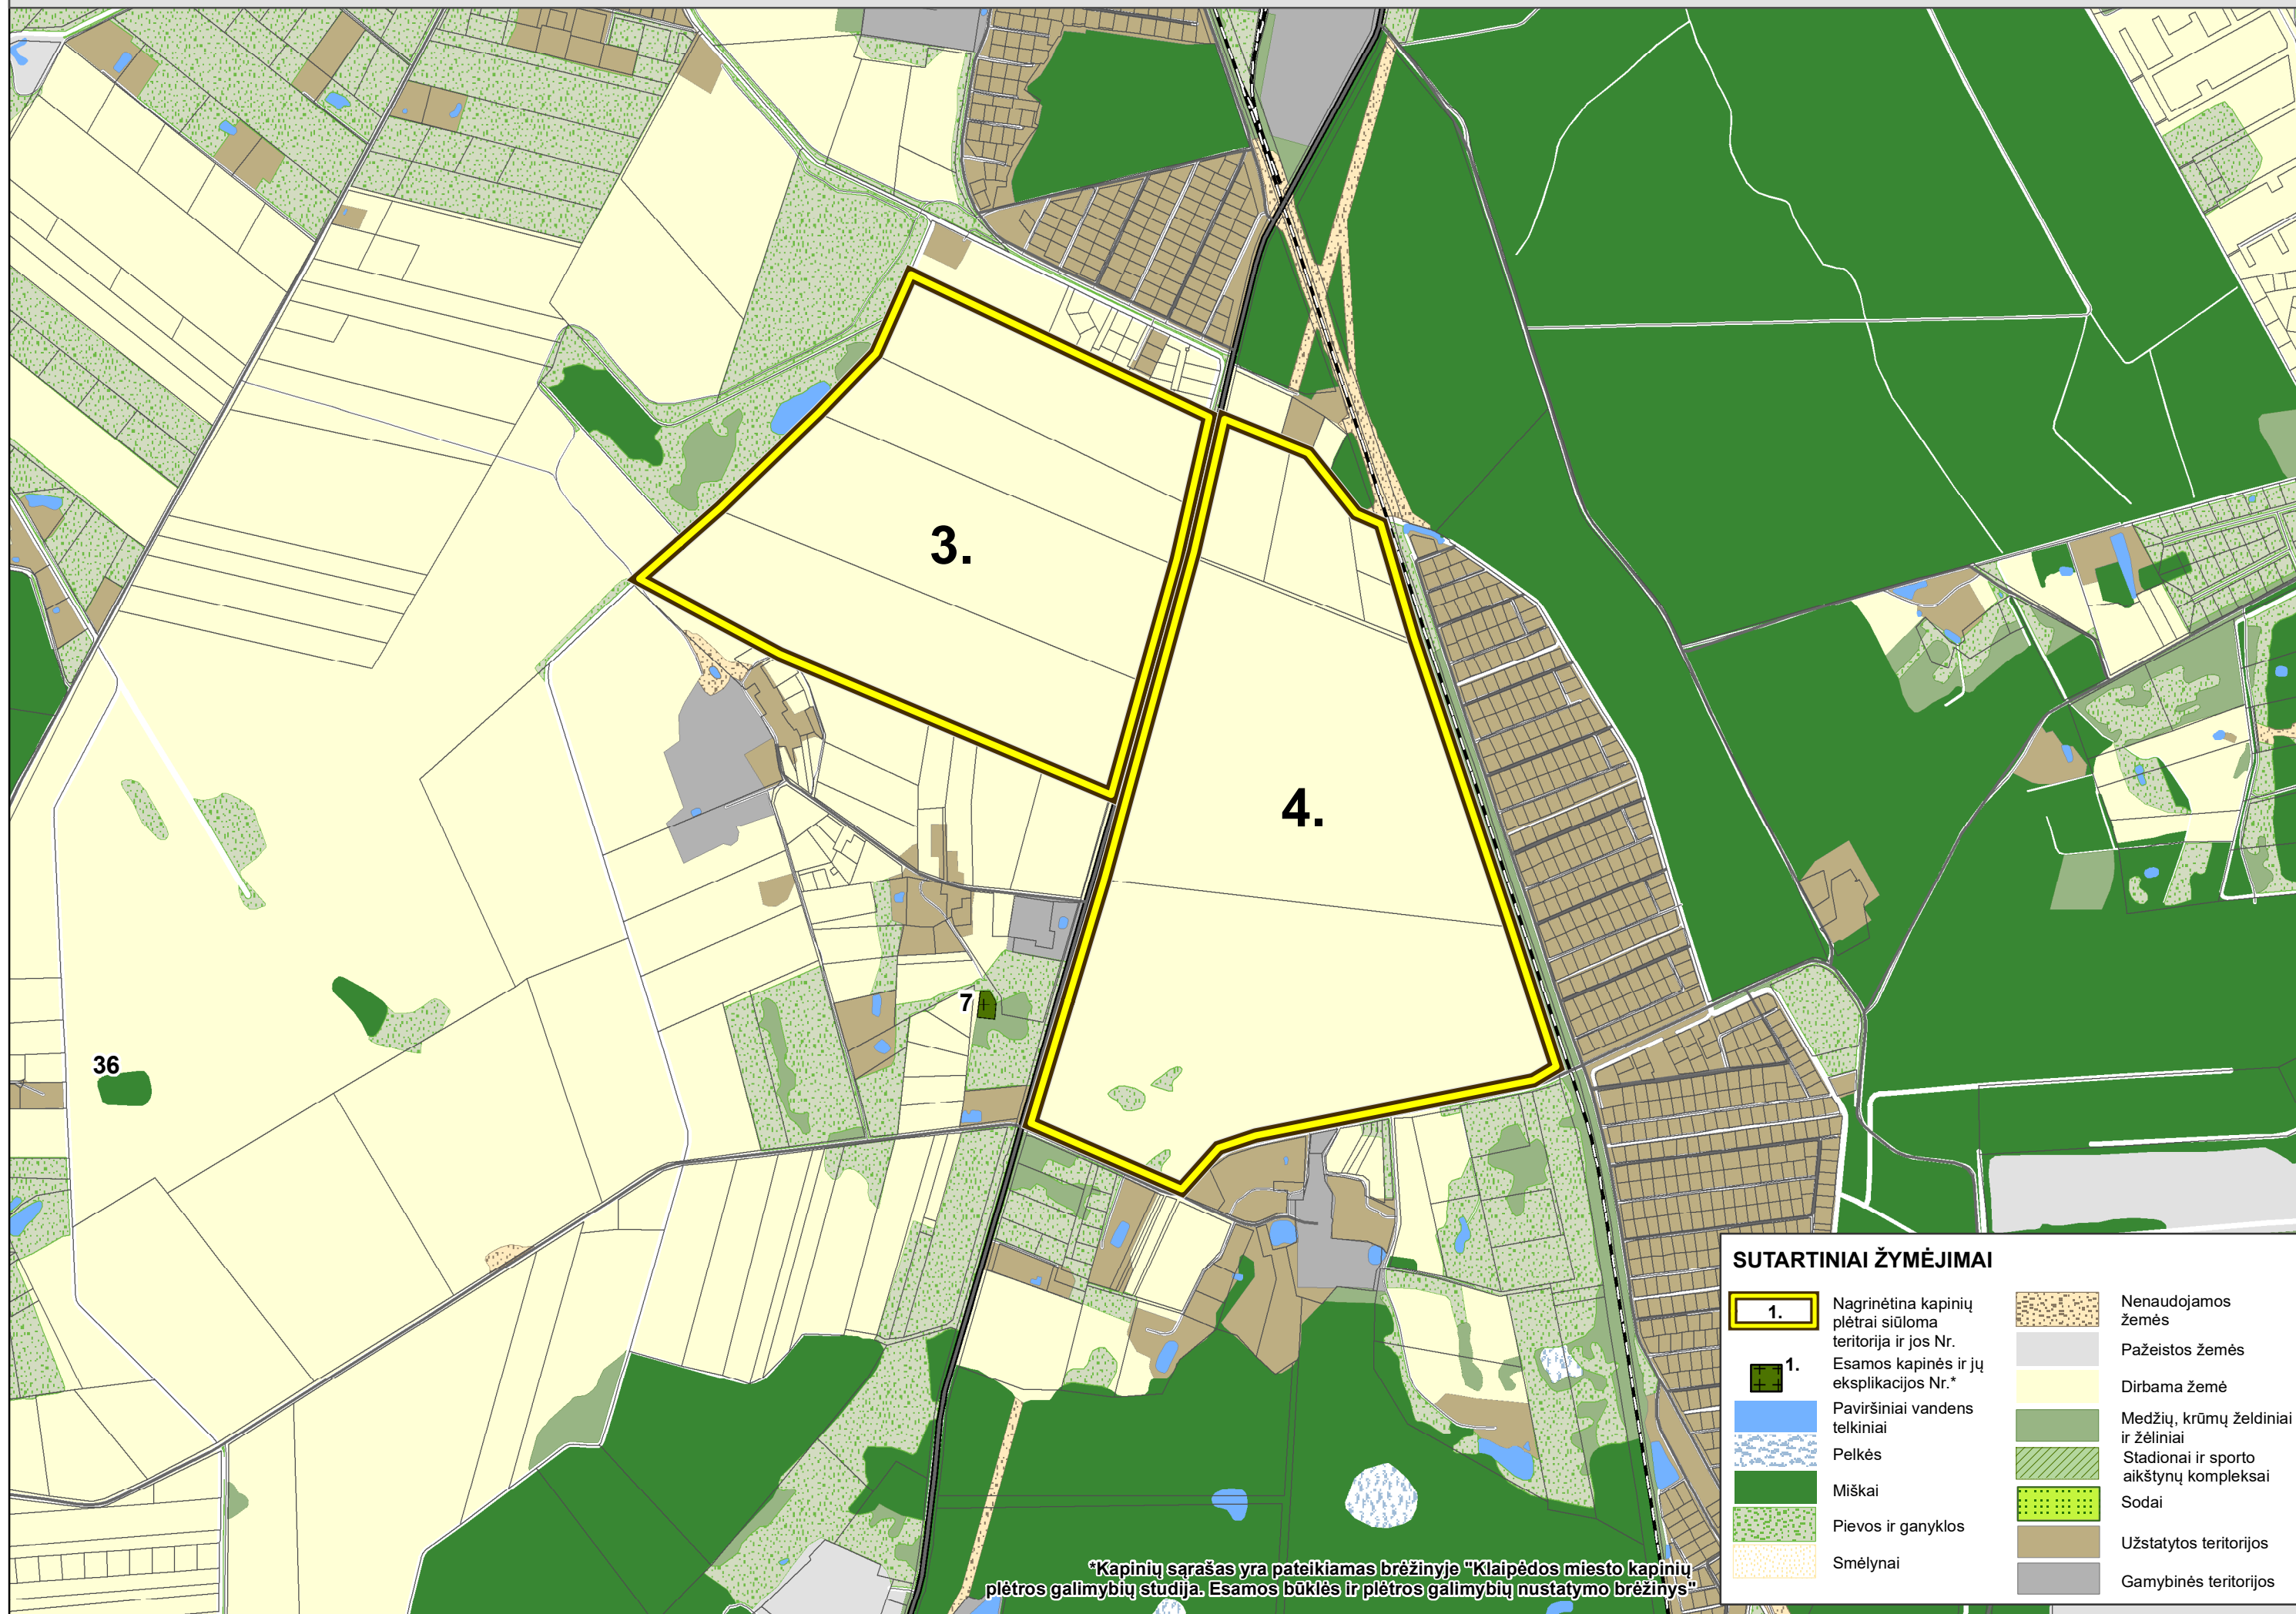 3.
4.
7
36
SUTARTINIAI ŽYMĖJIMAI
1.
Nagrinėtina kapinių
plėtrai siūloma
teritorija ir jos Nr.
1.
Esamos kapinės ir jų
eksplikacijos Nr.*
Paviršiniai vandens
telkiniai
Pelkės
Miškai
Pievos ir ganyklos
Smėlynai
Nenaudojamos
žemės
Pažeistos žemės
Dirbama žemė
Medžių, krūmų želdiniai
ir žėliniai
Stadionai ir sporto
aikštynų kompleksai
Sodai
Užstatytos teritorijos
Gamybinės teritorijos
*Kapinių sąrašas yra pateikiamas brėžinyje "Klaipėdos miesto kapinių
plėtros galimybių studija. Esamos būklės ir plėtros galimybių nustatymo brėžinys"